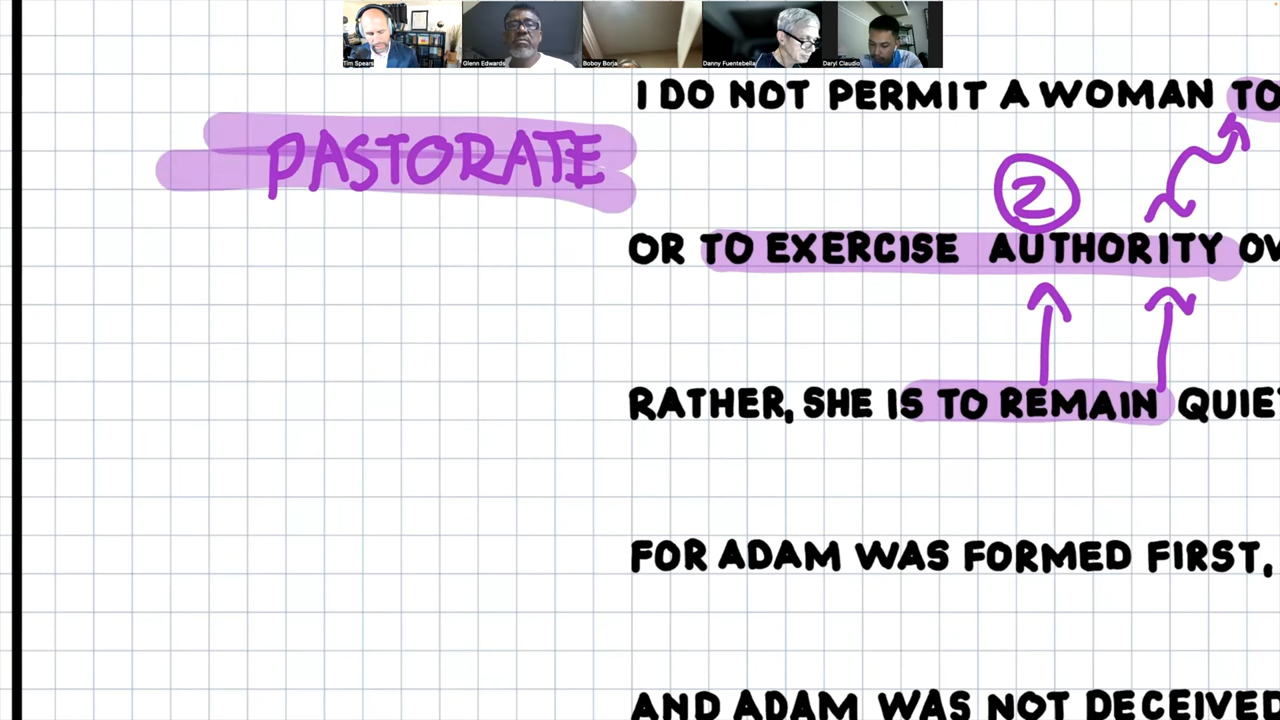 Tim Spears
Glenn Edwards
Boboy Borja
Danny Fuentebella
Daryl Claudio
I DO NOT PERMIT A WOMAN TO
PASTORATE
2
OR TO EXERCISE AUTHORITY OV
RATHER, SHE IS TO REMAIN QUIE
FOR ADAM WAS FORMED FIRST,
AND ADAM WAS NOT DECEIVED